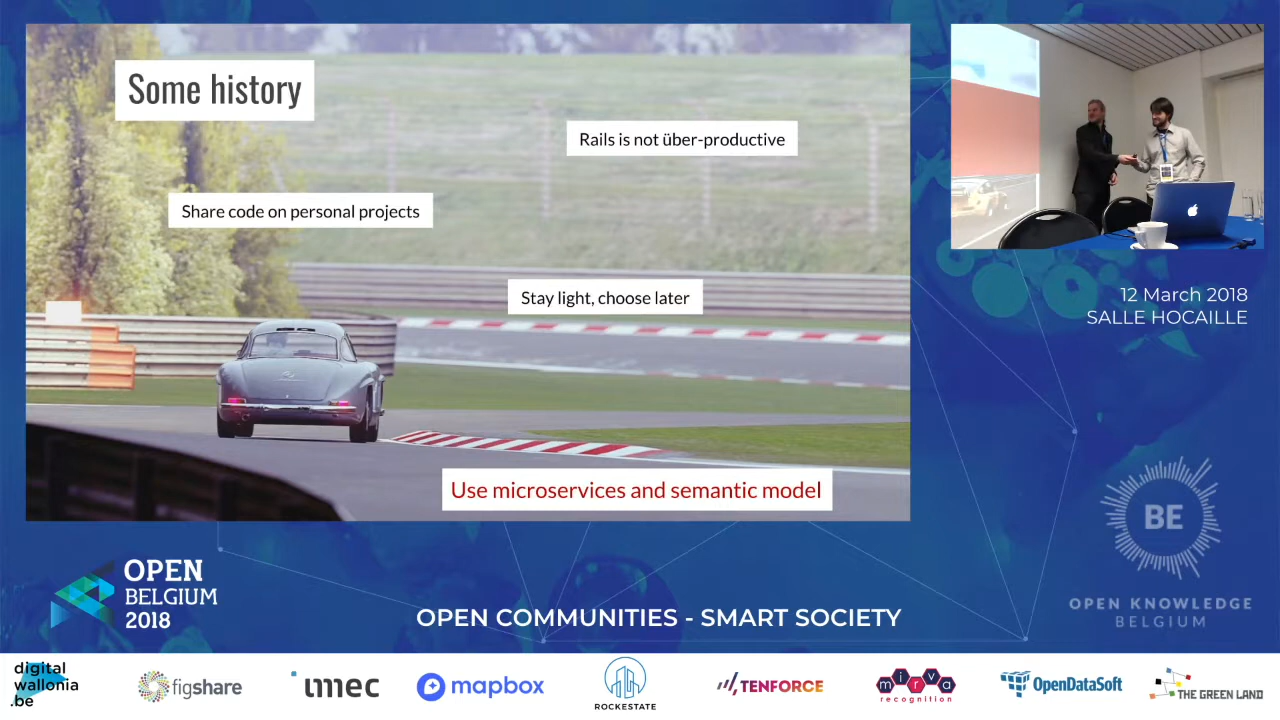 Some history
Rails is not über-productive
Share code on personal projects
Stay light, choose later
Use microservices and semantic model
12 March 2018
SALLE HOCAILLE
BE
OPEN KNOWLEDGE
BELGIUM
OPEN
BELGIUM
2018
OPEN COMMUNITIES - SMART SOCIETY
digital
wallonia
.be
figshare
imec
mapbox
ROCKESTATE
TENFORCE
mirva
recognition
OpenDataSoft
THE GREEN LAND